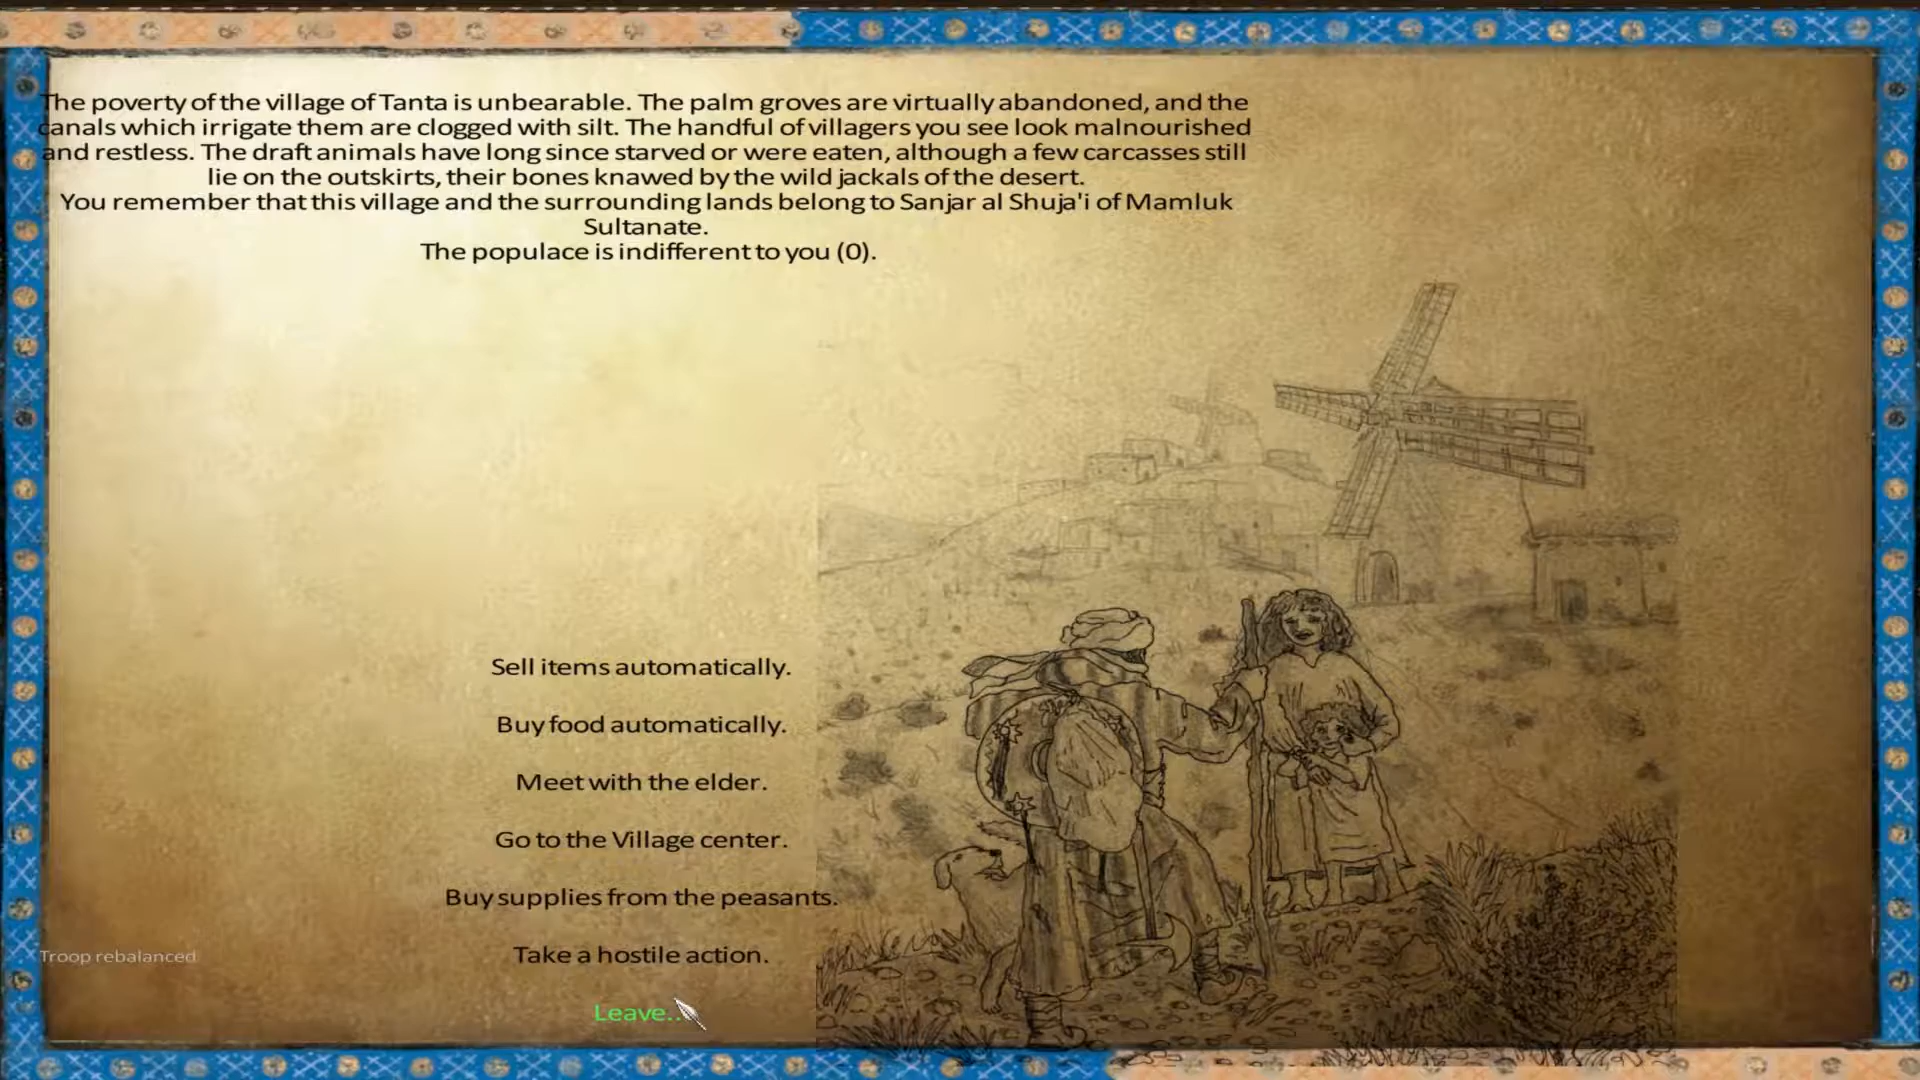 The poverty of the village of Tanta is unbearable. The palm groves are virtually abandoned, and the
canals which irrigate them are clogged with silt. The handful of villagers you see look malnourished
and restless. The draft animals have long since starved or were eaten, although a few carcasses still
lie on the outskirts, their bones knawed by the wild jackals of the desert.
You remember that this village and the surrounding lands belong to Sanjar al Shuja'i of Mamluk
Sultanate.
The populace is indifferent to you (0).
Sell items automatically.
Buy food automatically.
Meet with the elder.
Go to the Village center.
Buy supplies from the peasants.
Take a hostile action.
Troop rebalanced
Leave...